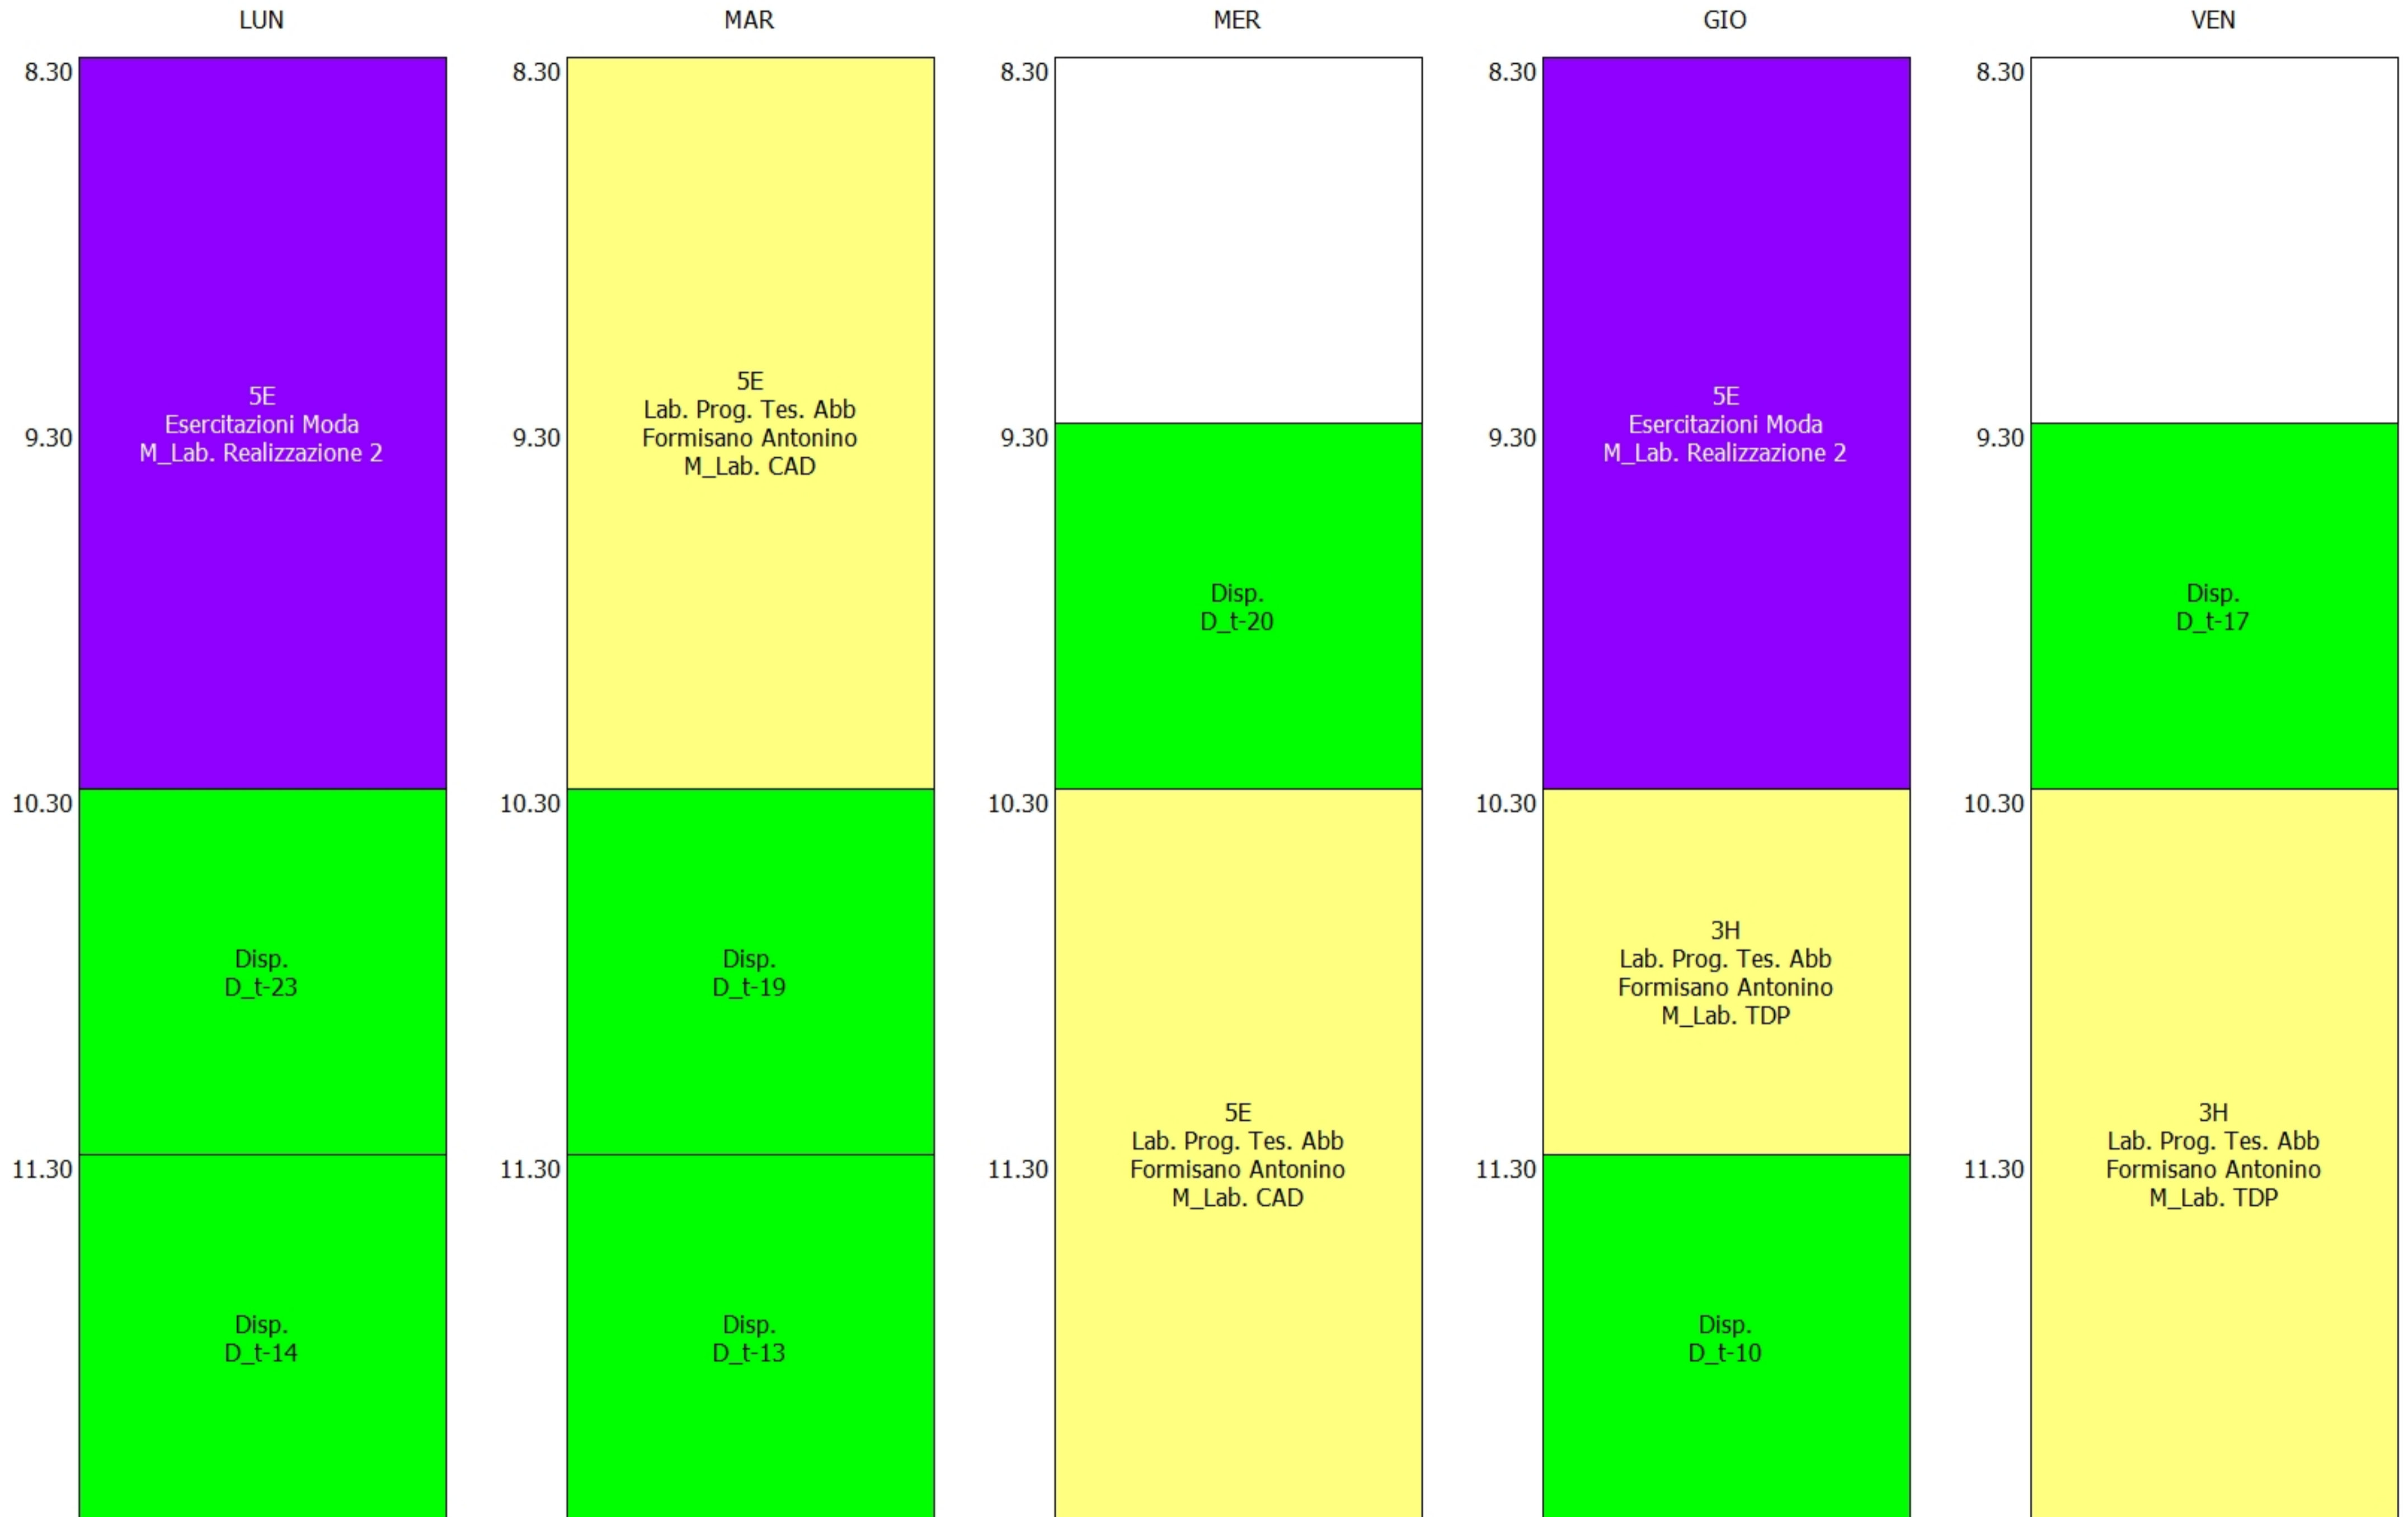 LUN
8.30
5E
Esercitazioni Moda
M_Lab. Realizzazione 2
9.30
10.30
Disp.
D_t-23
11.30
Disp.
D_t-14
MAR
8.30
5E
Lab. Prog. Tes. Abb
Formisano Antonino
M_Lab. CAD
9.30
10.30
Disp.
D_t-19
11.30
Disp.
D_t-13
MER
8.30
9.30
Disp.
D_t-20
10.30
5E
Lab. Prog. Tes. Abb
Formisano Antonino
M_Lab. CAD
11.30
GIO
8.30
5E
Esercitazioni Moda
M_Lab. Realizzazione 2
9.30
10.30
3H
Lab. Prog. Tes. Abb
Formisano Antonino
M_Lab. TDP
11.30
Disp.
D_t-10
VEN
8.30
9.30
Disp.
D_t-17
10.30
3H
Lab. Prog. Tes. Abb
Formisano Antonino
M_Lab. TDP
11.30